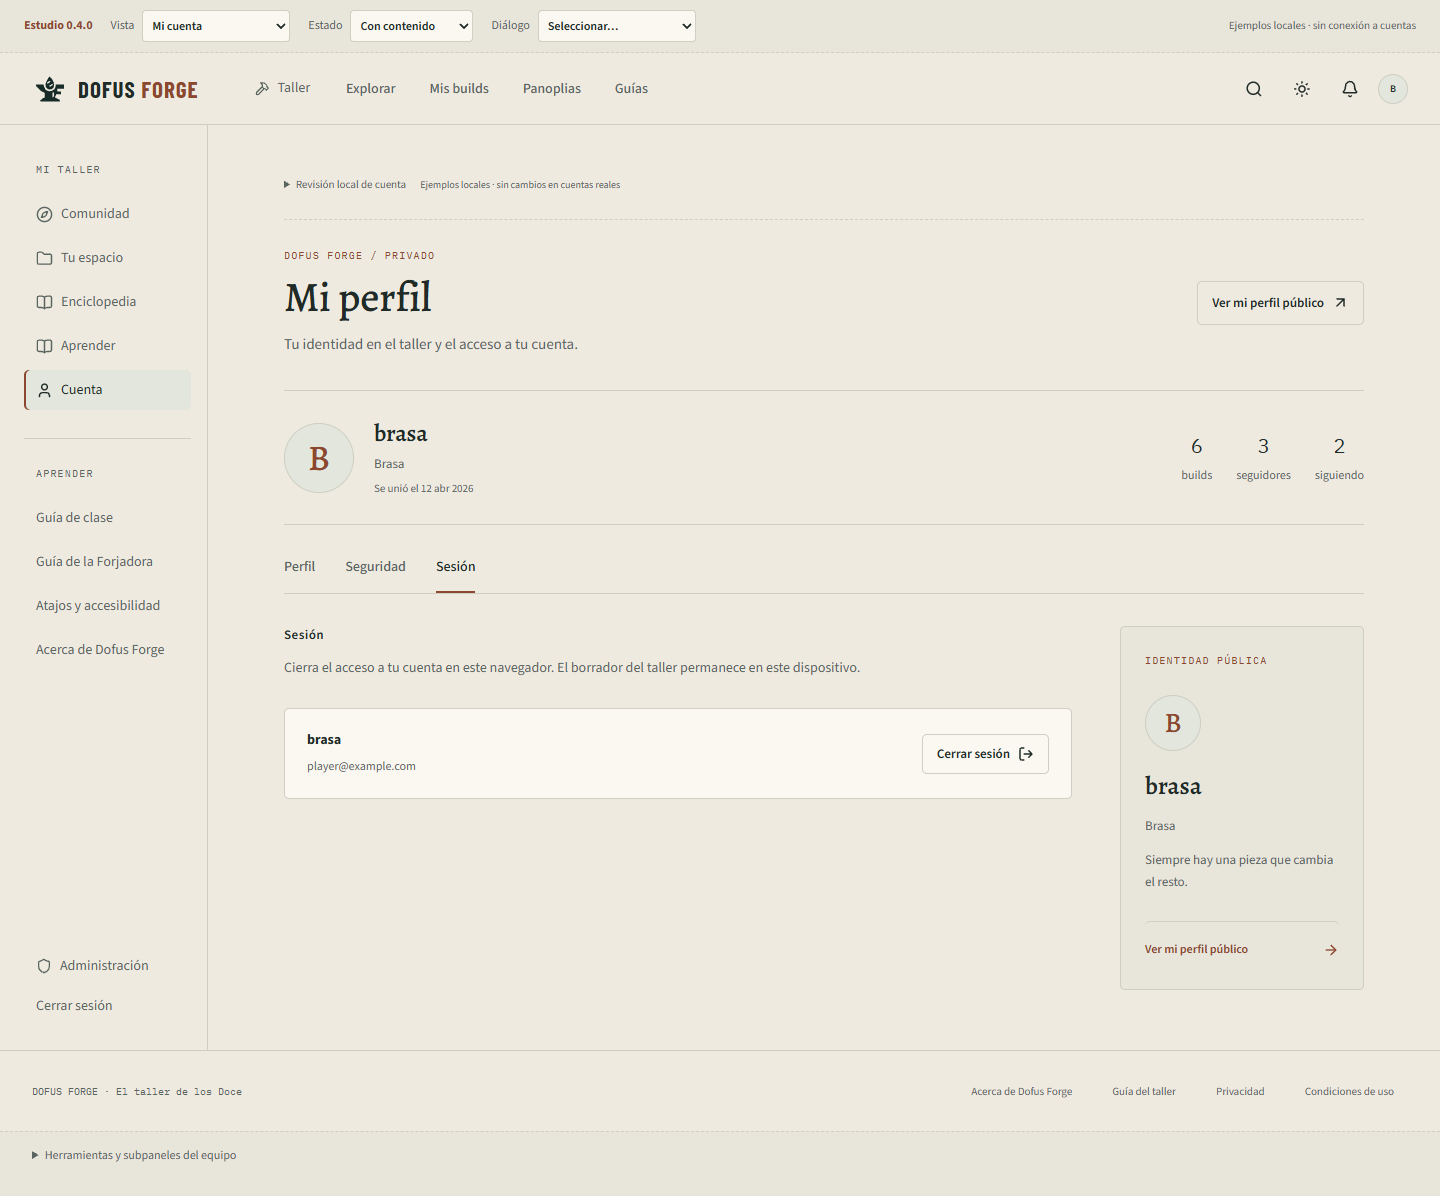 Estudio 0.4.0 Vista Mi cuenta Estado Con contenido Diálogo Seleccionar... Ejemplos locales · sin conexión a cuentas
DOFUS FORGE Taller Explorar Mis builds Panoplias Guías B
MI TALLER
Comunidad
Tu espacio
Enciclopedia
Aprender
Cuenta
APRENDER
Guía de clase
Guía de la Forjadora
Atajos y accesibilidad
Acerca de Dofus Forge
Administración
Cerrar sesión
Revisión local de cuenta Ejemplos locales · sin cambios en cuentas reales
DOFUS FORGE / PRIVADO
Mi perfil
Ver mi perfil público
Tu identidad en el taller y el acceso a tu cuenta.
B
brasa
Brasa
Se unió el 12 abr 2026
6 3 2
builds seguidores siguiendo
Perfil Seguridad Sesión
Sesión
Cierra el acceso a tu cuenta en este navegador. El borrador del taller permanece en este dispositivo.
brasa
player@example.com
Cerrar sesión
IDENTIDAD PÚBLICA
B
brasa
Brasa
Siempre hay una pieza que cambia
el resto.
Ver mi perfil público
DOFUS FORGE · El taller de los Doce Acerca de Dofus Forge Guía del taller Privacidad Condiciones de uso
Herramientas y subpaneles del equipo